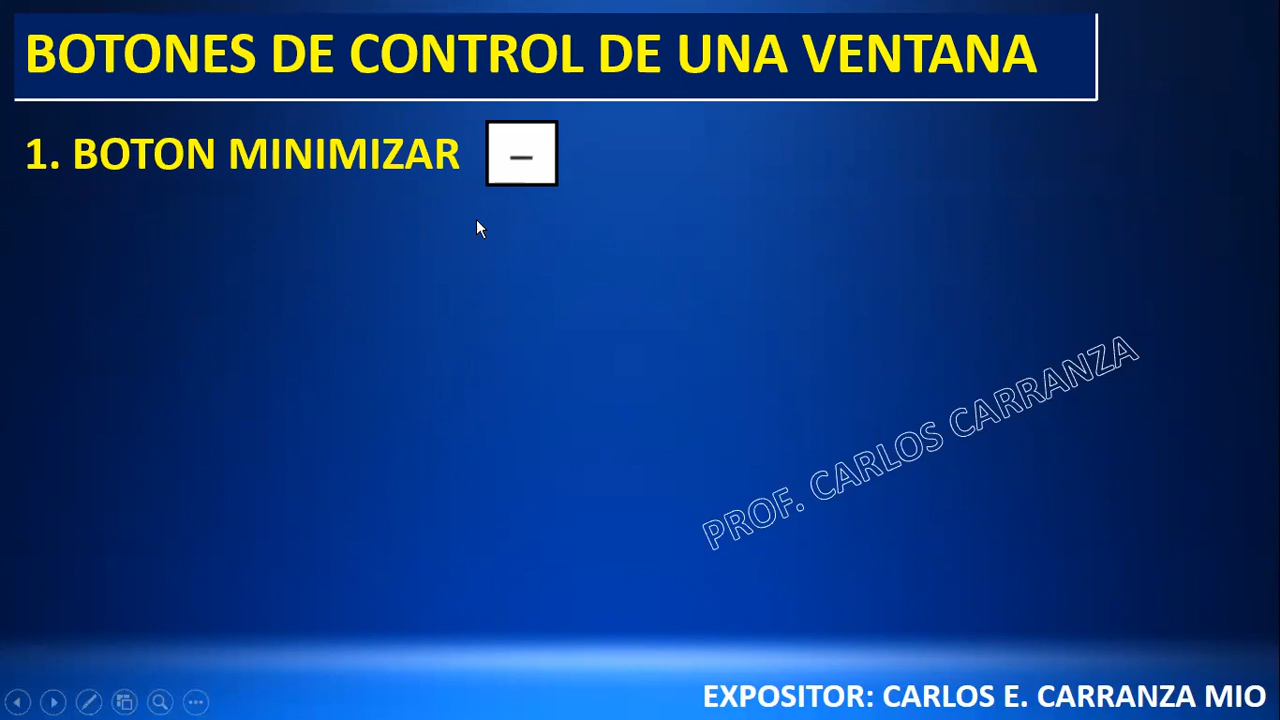 BOTONES DE CONTROL DE UNA VENTANA
1. BOTON MINIMIZAR
PROF. CARLOS CARRANZA
EXPOSITOR: CARLOS E. CARRANZA MIO